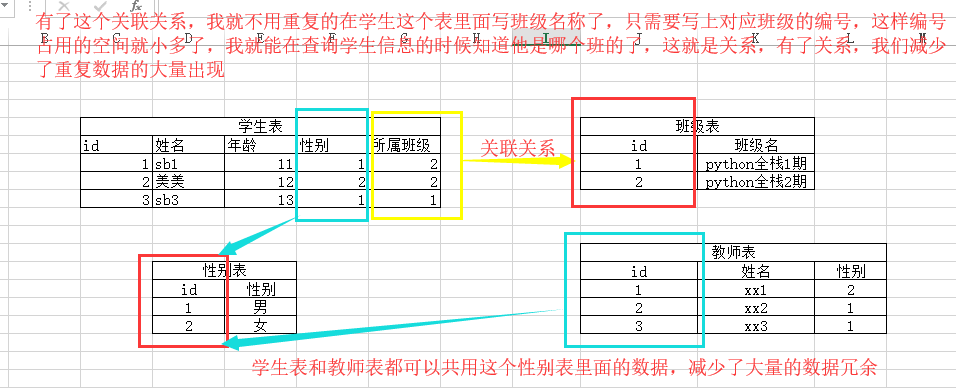 fx
有了这个关联关系，我就不用重复的在学生这个表里面写班级名称了，只需要写上对应班级的编号，这样编号
占用的空间就小多了，我就能在查询学生信息的时候知道他是哪个班的了，这就是关系，有了关系，我们减少
了重复数据的大量出现
B C D E F G H I J K L M
学生表
id 姓名 年龄 性别 所属班级
1 sb1 11 1 2
2 美美 12 2 2
3 sb3 13 1 1
关联关系
班级表
id 班级名
1 python全栈1期
2 python全栈2期
性别表
id 性别
1 男
2 女
教师表
id 姓名 性别
1 xx1 2
2 xx2 1
3 xx3 1
学生表和教师表都可以共用这个性别表里面的数据，减少了大量的数据冗余